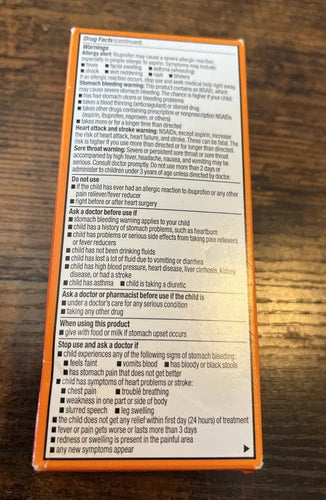 Drug Facts (continued)
Warnings
Allergy alert: Ibuprofen may cause a severe allergic reaction,
especially in people allergic to aspirin. Symptoms may include:
■ hives ■ facial swelling ■ asthma (wheezing)
■ shock ■ skin reddening ■ rash ■ blisters
If an allergic reaction occurs, stop use and seek medical help right away.
Stomach bleeding warning: This product contains an NSAID, which
may cause severe stomach bleeding. The chance is higher if your child:
■ has had stomach ulcers or bleeding problems
■ takes a blood thinning (anticoagulant) or steroid drug
■ takes other drugs containing prescription or nonprescription NSAIDs
(aspirin, ibuprofen, naproxen, or others)
■ takes more or for a longer time than directed
Heart attack and stroke warning: NSAIDs, except aspirin, increase
the risk of heart attack, heart failure, and stroke. These can be fatal. The
risk is higher if you use more than directed or for longer than directed.
Sore throat warning: Severe or persistent sore throat or sore throat
accompanied by high fever, headache, nausea, and vomiting may be
serious. Consult doctor promptly. Do not use more than 2 days or
administer to children under 3 years of age unless directed by doctor.
Do not use
■ if the child has ever had an allergic reaction to ibuprofen or any other
pain reliever/fever reducer
■ right before or after heart surgery
Ask a doctor before use if
■ stomach bleeding warning applies to your child
■ child has a history of stomach problems, such as heartburn
■ child has problems or serious side effects from taking pain relievers
or fever reducers
■ child has not been drinking fluids
■ child has lost a lot of fluid due to vomiting or diarrhea
■ child has high blood pressure, heart disease, liver cirrhosis, kidney
disease, or had a stroke
■ child has asthma ■ child is taking a diuretic
Ask a doctor or pharmacist before use if the child is
■ under a doctor's care for any serious condition
■ taking any other drug
When using this product
■ give with food or milk if stomach upset occurs
Stop use and ask a doctor if
■ child experiences any of the following signs of stomach bleeding:
■ feels faint ■ vomits blood ■ has bloody or black stools
■ has stomach pain that does not get better
■ child has symptoms of heart problems or stroke:
■ chest pain ■ trouble breathing
■ weakness in one part or side of body
■ slurred speech ■ leg swelling
■ the child does not get any relief within first day (24 hours) of treatment
■ fever or pain gets worse or lasts more than 3 days
■ redness or swelling is present in the painful area
■ any new symptoms appear